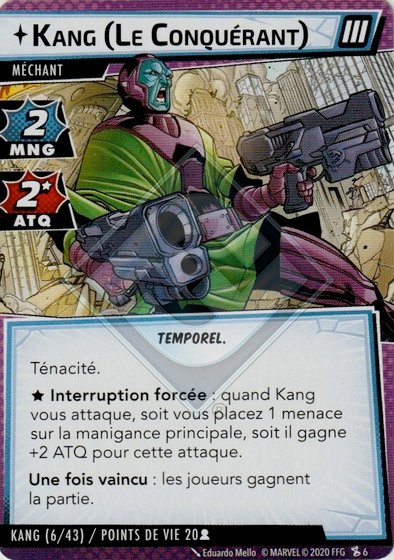 Kang (Le Conquérant)
III
MÉCHANT
2
MNG
2★
ATQ
TEMPOREL.
Ténacité.
★ Interruption forcée : quand Kang
vous attaque, soit vous placez 1 menace
sur la manigance principale, soit il gagne
+2 ATQ pour cette attaque.
Une fois vaincu : les joueurs gagnent
la partie.
KANG (6/43) / POINTS DE VIE 20
Eduardo Mello © MARVEL © 2020 FFG 6